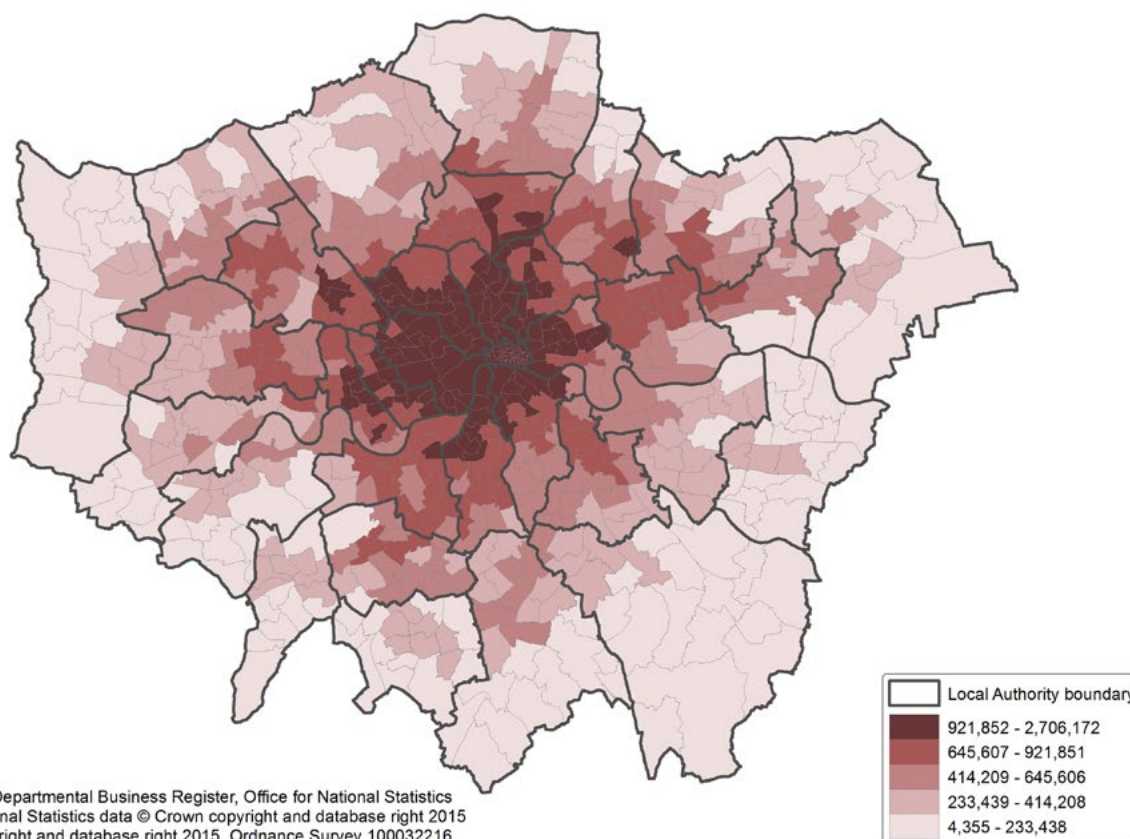 Local Authority boundary
921,852 - 2,706,172
645,607 - 921,851
414,209 - 645,606
233,439 - 414,208
4,355 - 233,438
Departmental Business Register, Office for National Statistics
nal Statistics data © Crown copyright and database right 2015
right and database right 2015. Ordnance Survey 100032216